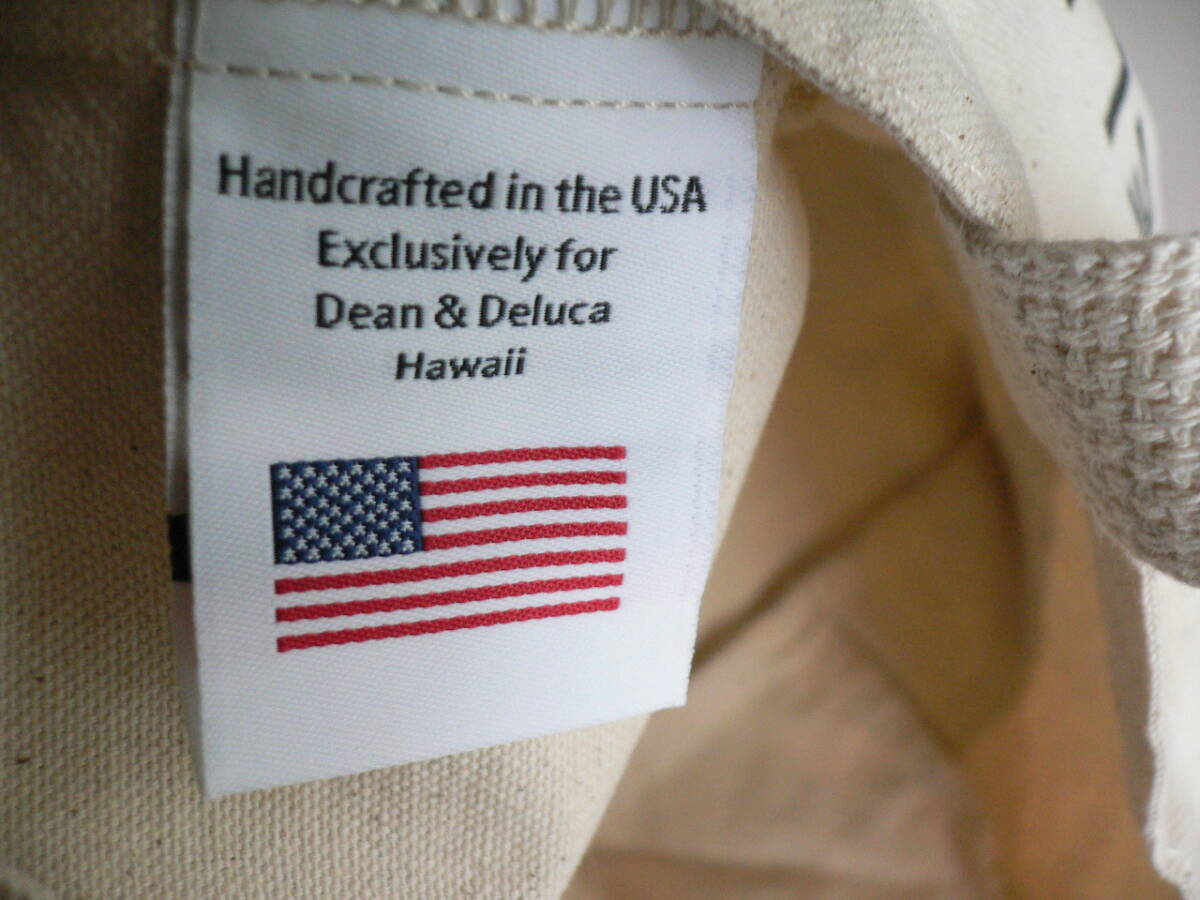 Handcrafted in the USA
Exclusively for
Dean & Deluca
Hawaii